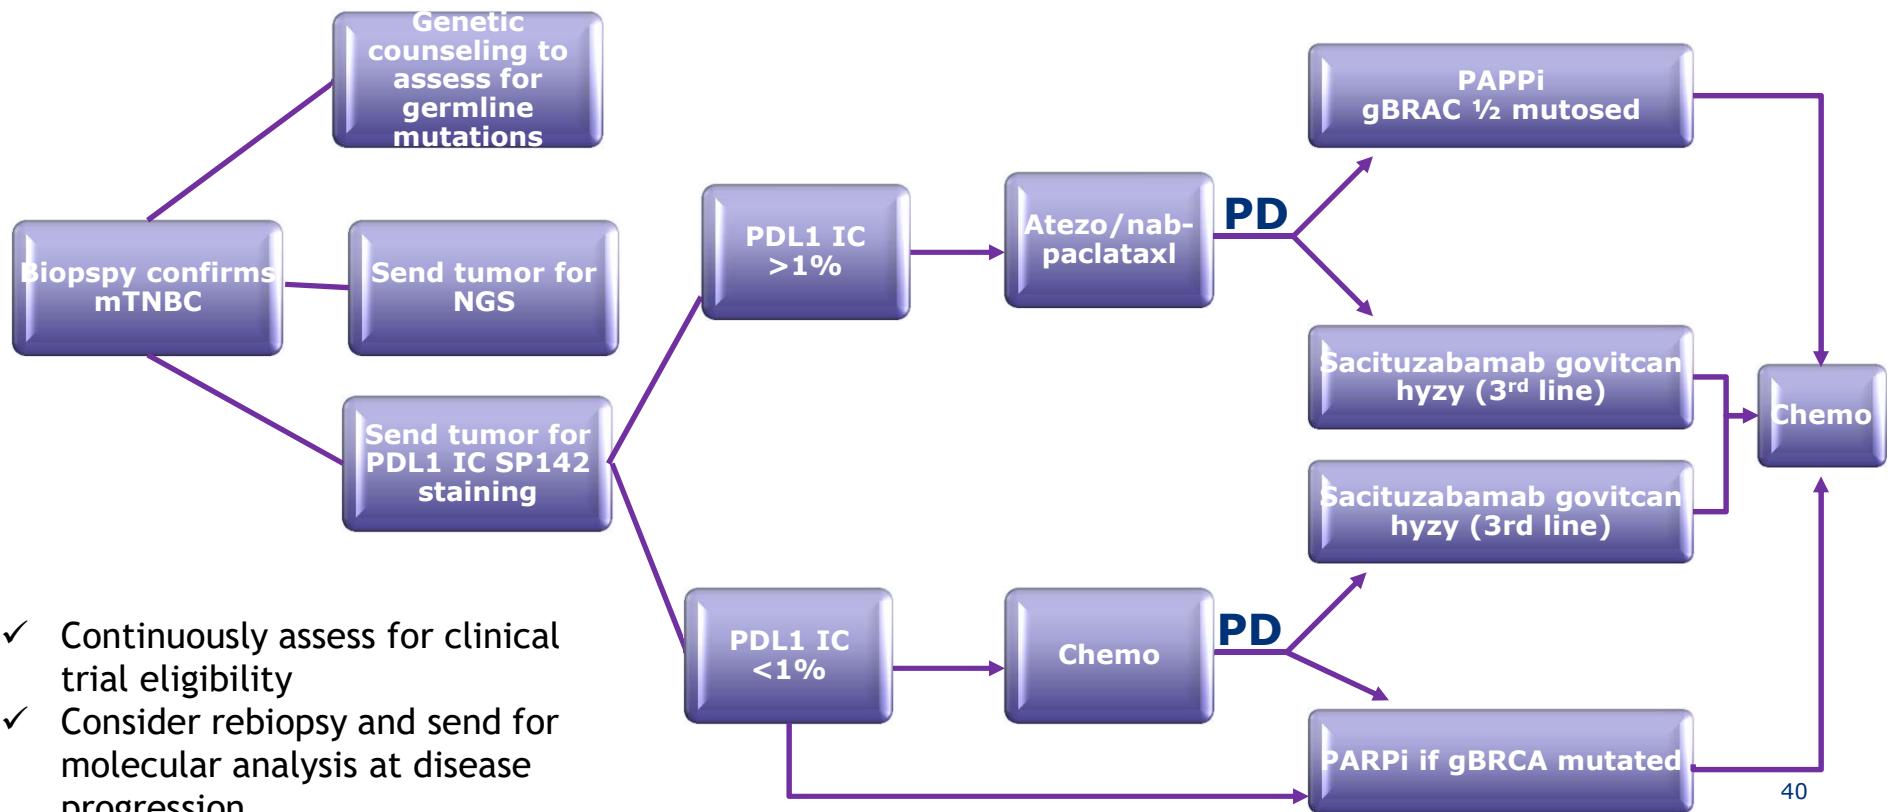 Genetic
counseling to
assess for
germline
mutations
Biopspy confirms
mTNBC
Send tumor for
NGS
Send tumor for
PDL1 IC SP142
staining
PDL1 IC
>1%
Atezo/nab-
paclataxl
PD
PAPPi
gBRAC ½ mutosed
Sacituzabamab govitcan
hyzy (3rd line)
Sacituzabamab govitcan
hyzy (3rd line)
Chemo
PDL1 IC
<1%
Chemo
PD
PARPi if gBRCA mutated
✓ Continuously assess for clinical
trial eligibility
✓ Consider rebiopsy and send for
molecular analysis at disease
progression
40